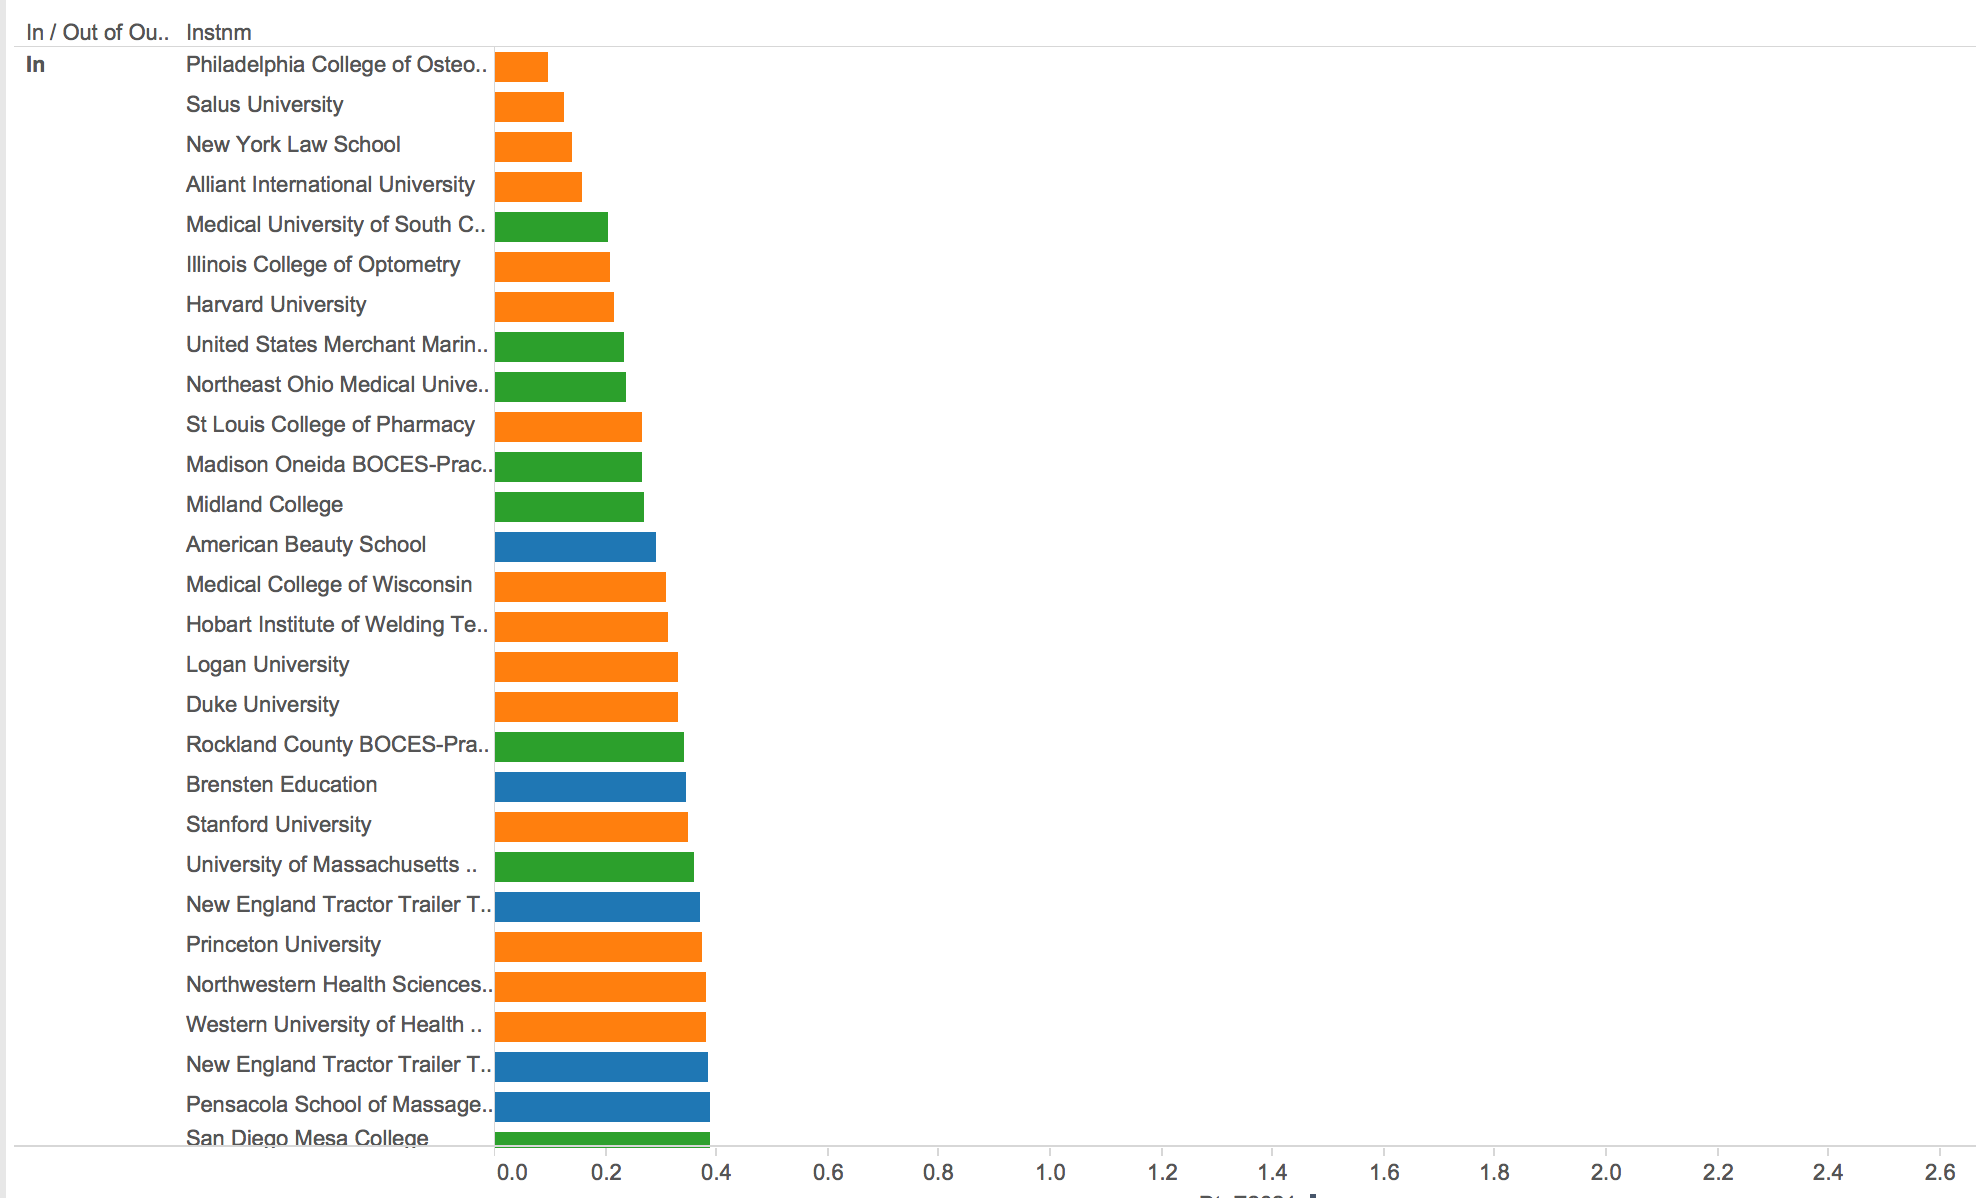 In / Out of Ou.. Instnm
In Philadelphia College of Osteo..
Salus University
New York Law School
Alliant International University
Medical University of South C..
Illinois College of Optometry
Harvard University
United States Merchant Marin..
Northeast Ohio Medical Unive..
St Louis College of Pharmacy
Madison Oneida BOCES-Prac..
Midland College
American Beauty School
Medical College of Wisconsin
Hobart Institute of Welding Te..
Logan University
Duke University
Rockland County BOCES-Pra..
Brensten Education
Stanford University
University of Massachusetts ..
New England Tractor Trailer T..
Princeton University
Northwestern Health Sciences..
Western University of Health ..
New England Tractor Trailer T..
Pensacola School of Massage..
San Diego Mesa College
0.0 0.2 0.4 0.6 0.8 1.0 1.2 1.4 1.6 1.8 2.0 2.2 2.4 2.6